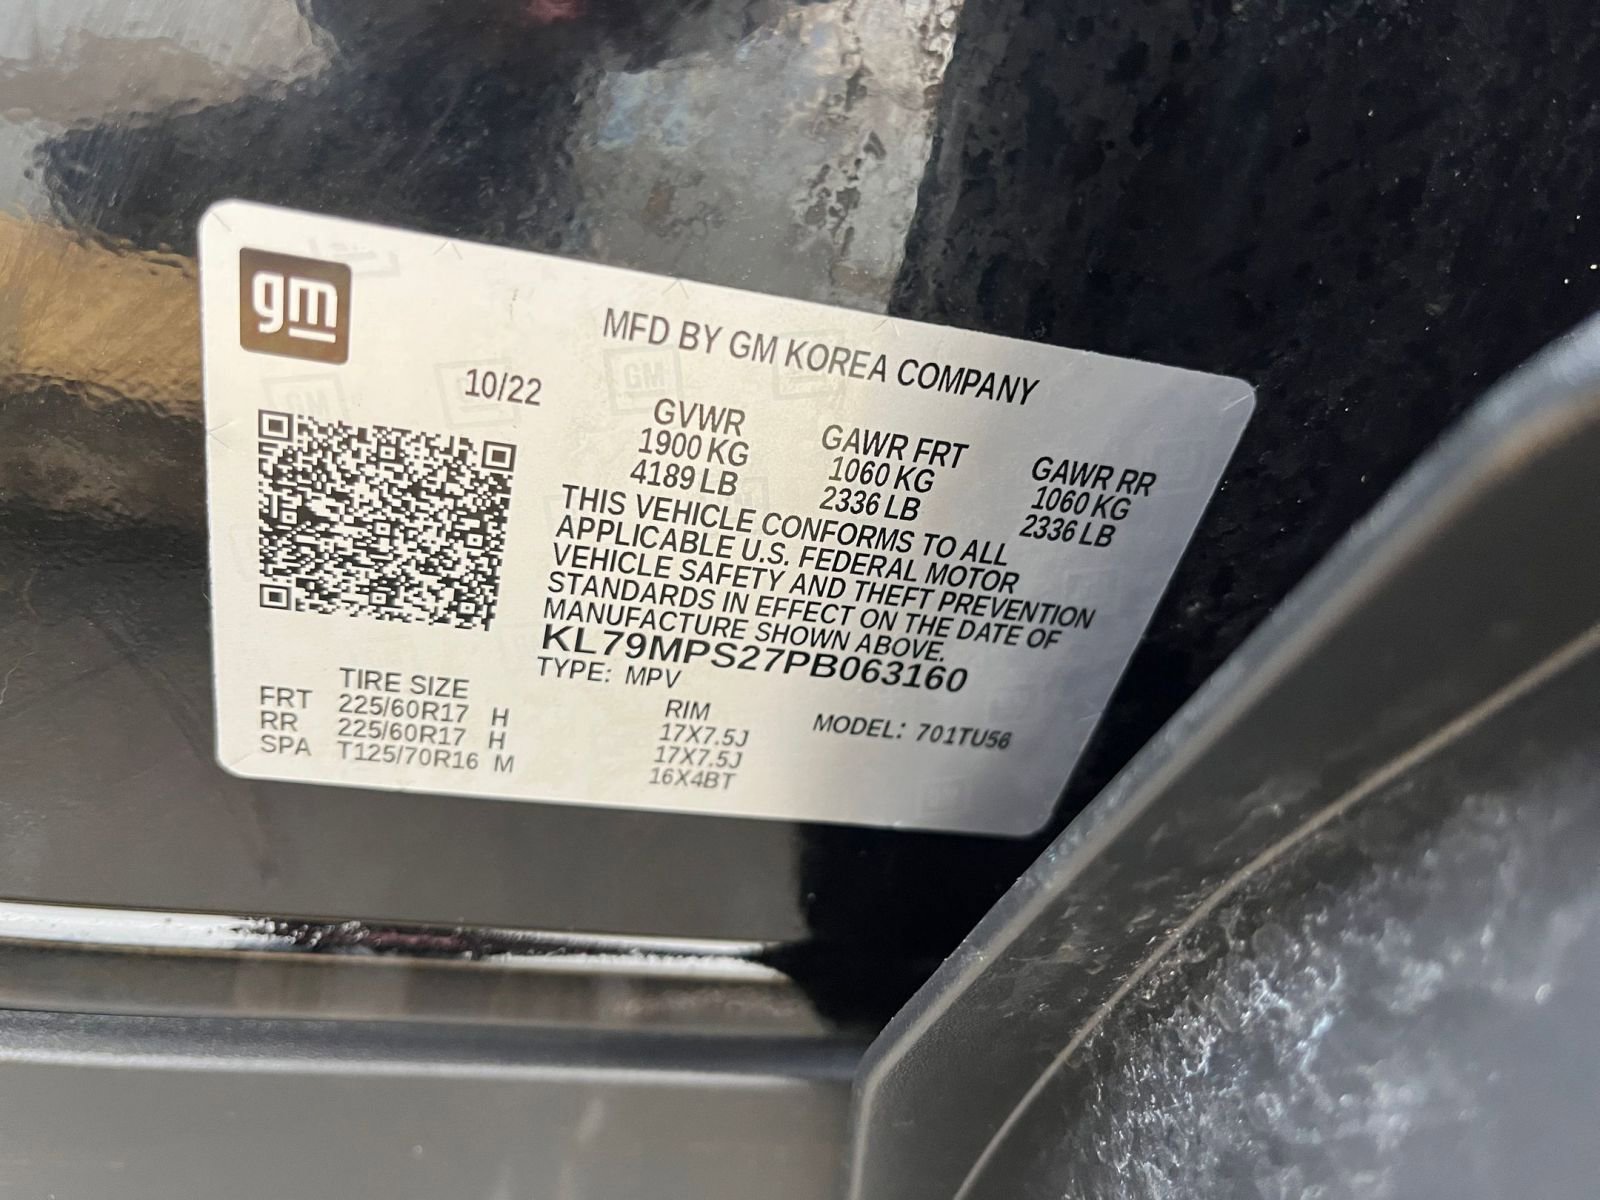 gm
MFD BY GM KOREA COMPANY
10/22
GVWR GAWR FRT GAWR RR
1900 KG 1060 KG 1060 KG
4189 LB 2336 LB 2336 LB
THIS VEHICLE CONFORMS TO ALL
APPLICABLE U.S. FEDERAL MOTOR
VEHICLE SAFETY AND THEFT PREVENTION
STANDARDS IN EFFECT ON THE DATE OF
MANUFACTURE SHOWN ABOVE.
KL79MPS27PB063160
TYPE: MPV MODEL: 701TU56
TIRE SIZE RIM
FRT 225/60R17 H 17X7.5J
RR 225/60R17 H 17X7.5J
SPA T125/70R16 M 16X4BT